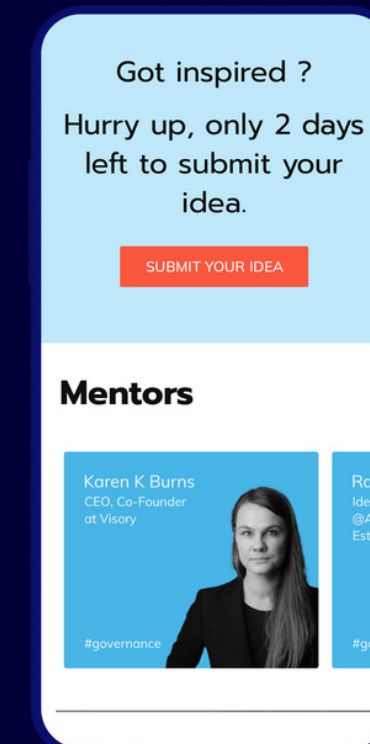 Got inspired ?
Hurry up, only 2 days
left to submit your
idea.
SUBMIT YOUR IDEA
Mentors
Karen K Burns
CEO, Co-Founder
at Visory
#governance